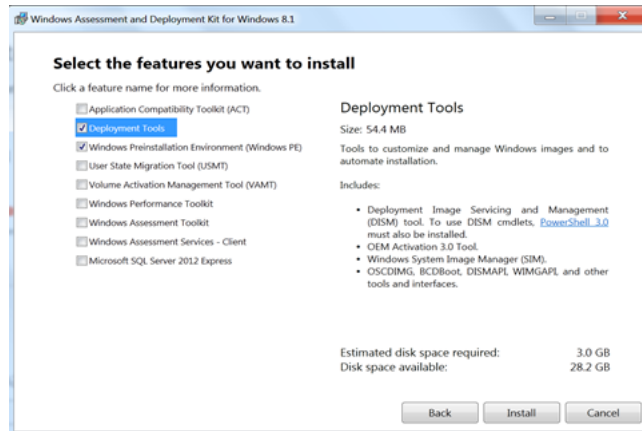 Windows Assessment and Deployment Kit for Windows 8.1
Select the features you want to install
Click a feature name for more information.
Application Compatibility Toolkit (ACT)
Deployment Tools
Windows Preinstallation Environment (Windows PE)
User State Migration Tool (USMT)
Volume Activation Management Tool (VAMT)
Windows Performance Toolkit
Windows Assessment Toolkit
Windows Assessment Services - Client
Microsoft SQL Server 2012 Express
Deployment Tools
Size: 54.4 MB
Tools to customize and manage Windows images and to
automate installation.
Includes:
• Deployment Image Servicing and Management
(DISM) tool. To use DISM cmdlets, PowerShell 3.0
must also be installed.
• OEM Activation 3.0 Tool.
• Windows System Image Manager (SIM).
• OSCDIMG, BCDBoot, DISMAPI, WIMGAPI, and other
tools and interfaces.
Estimated disk space required: 3.0 GB
Disk space available: 28.2 GB
Back Install Cancel